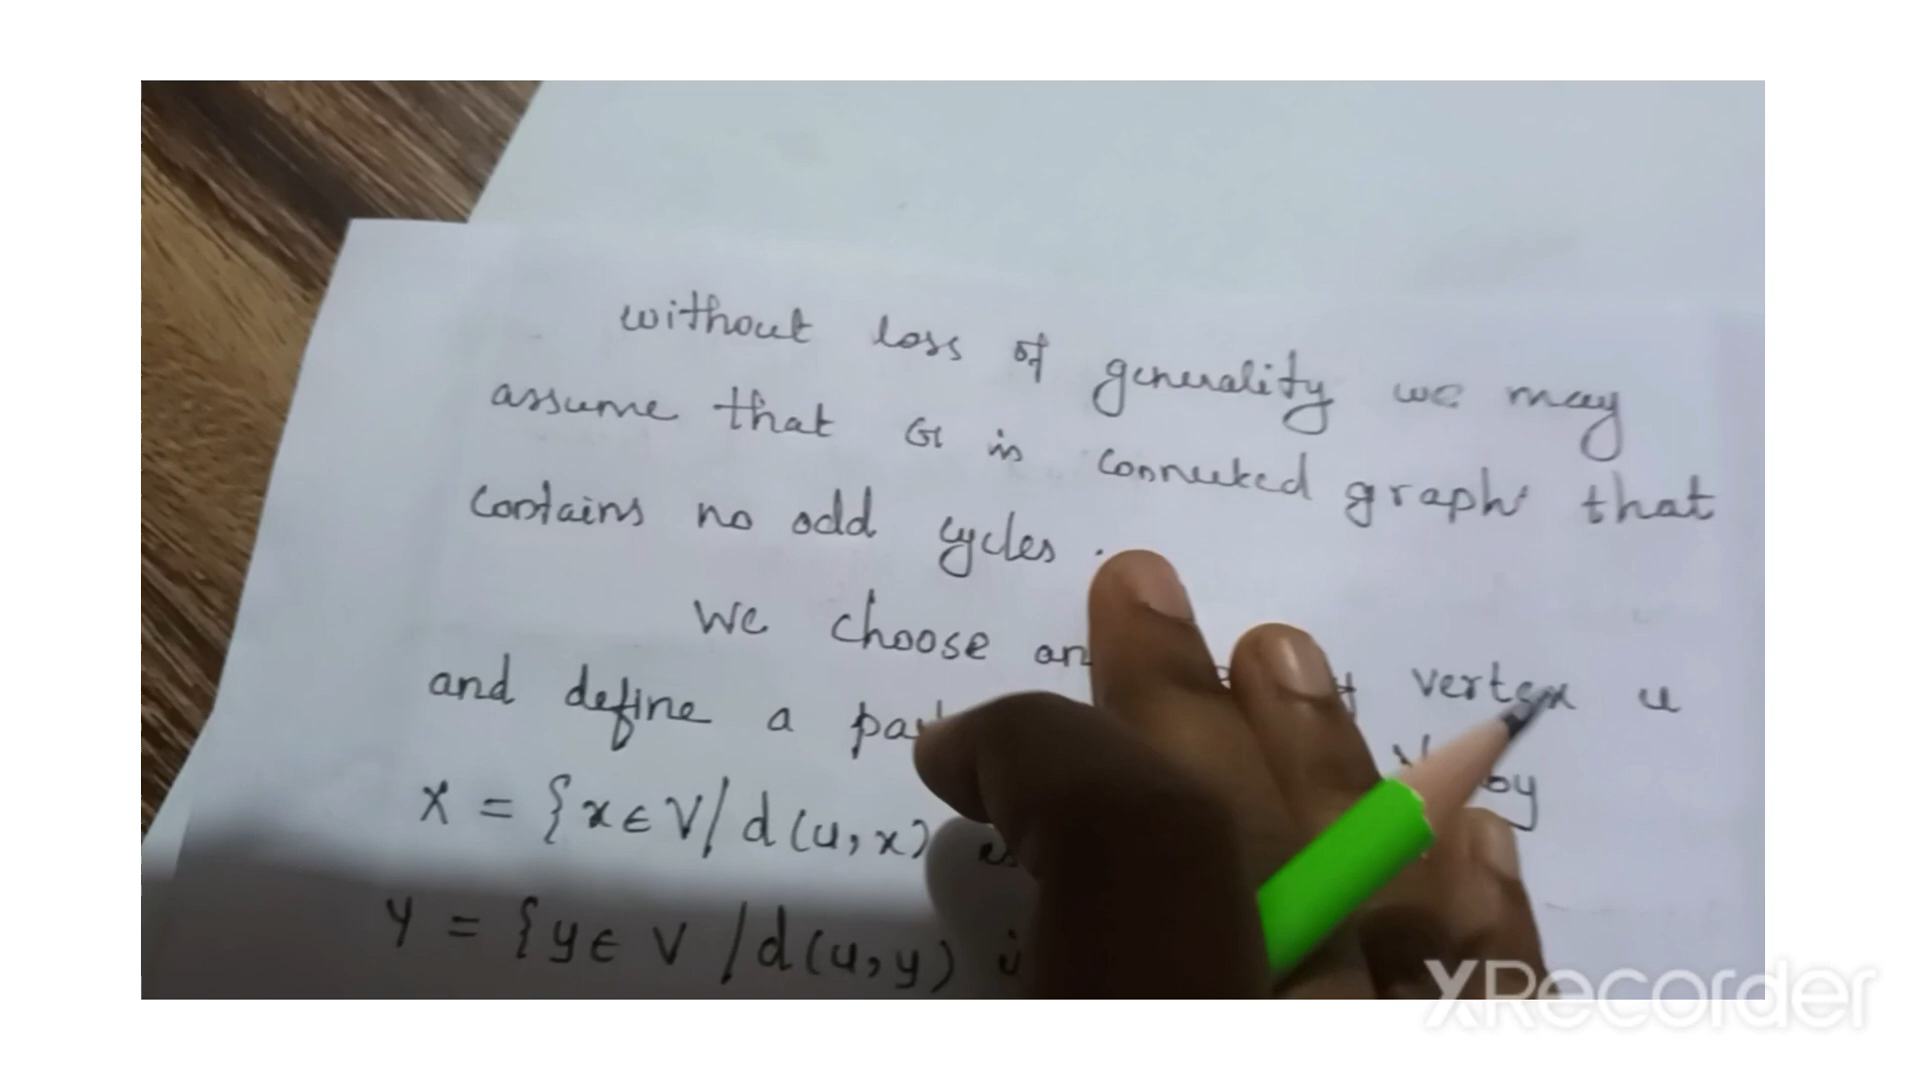 without loss of generality we may
assume that G is connected graph that
contains no odd cycles.
We choose an vertex u
and define a by
X = {x∈V/d(u,x)
Y = {y∈V/d(u,y)
XRecorder